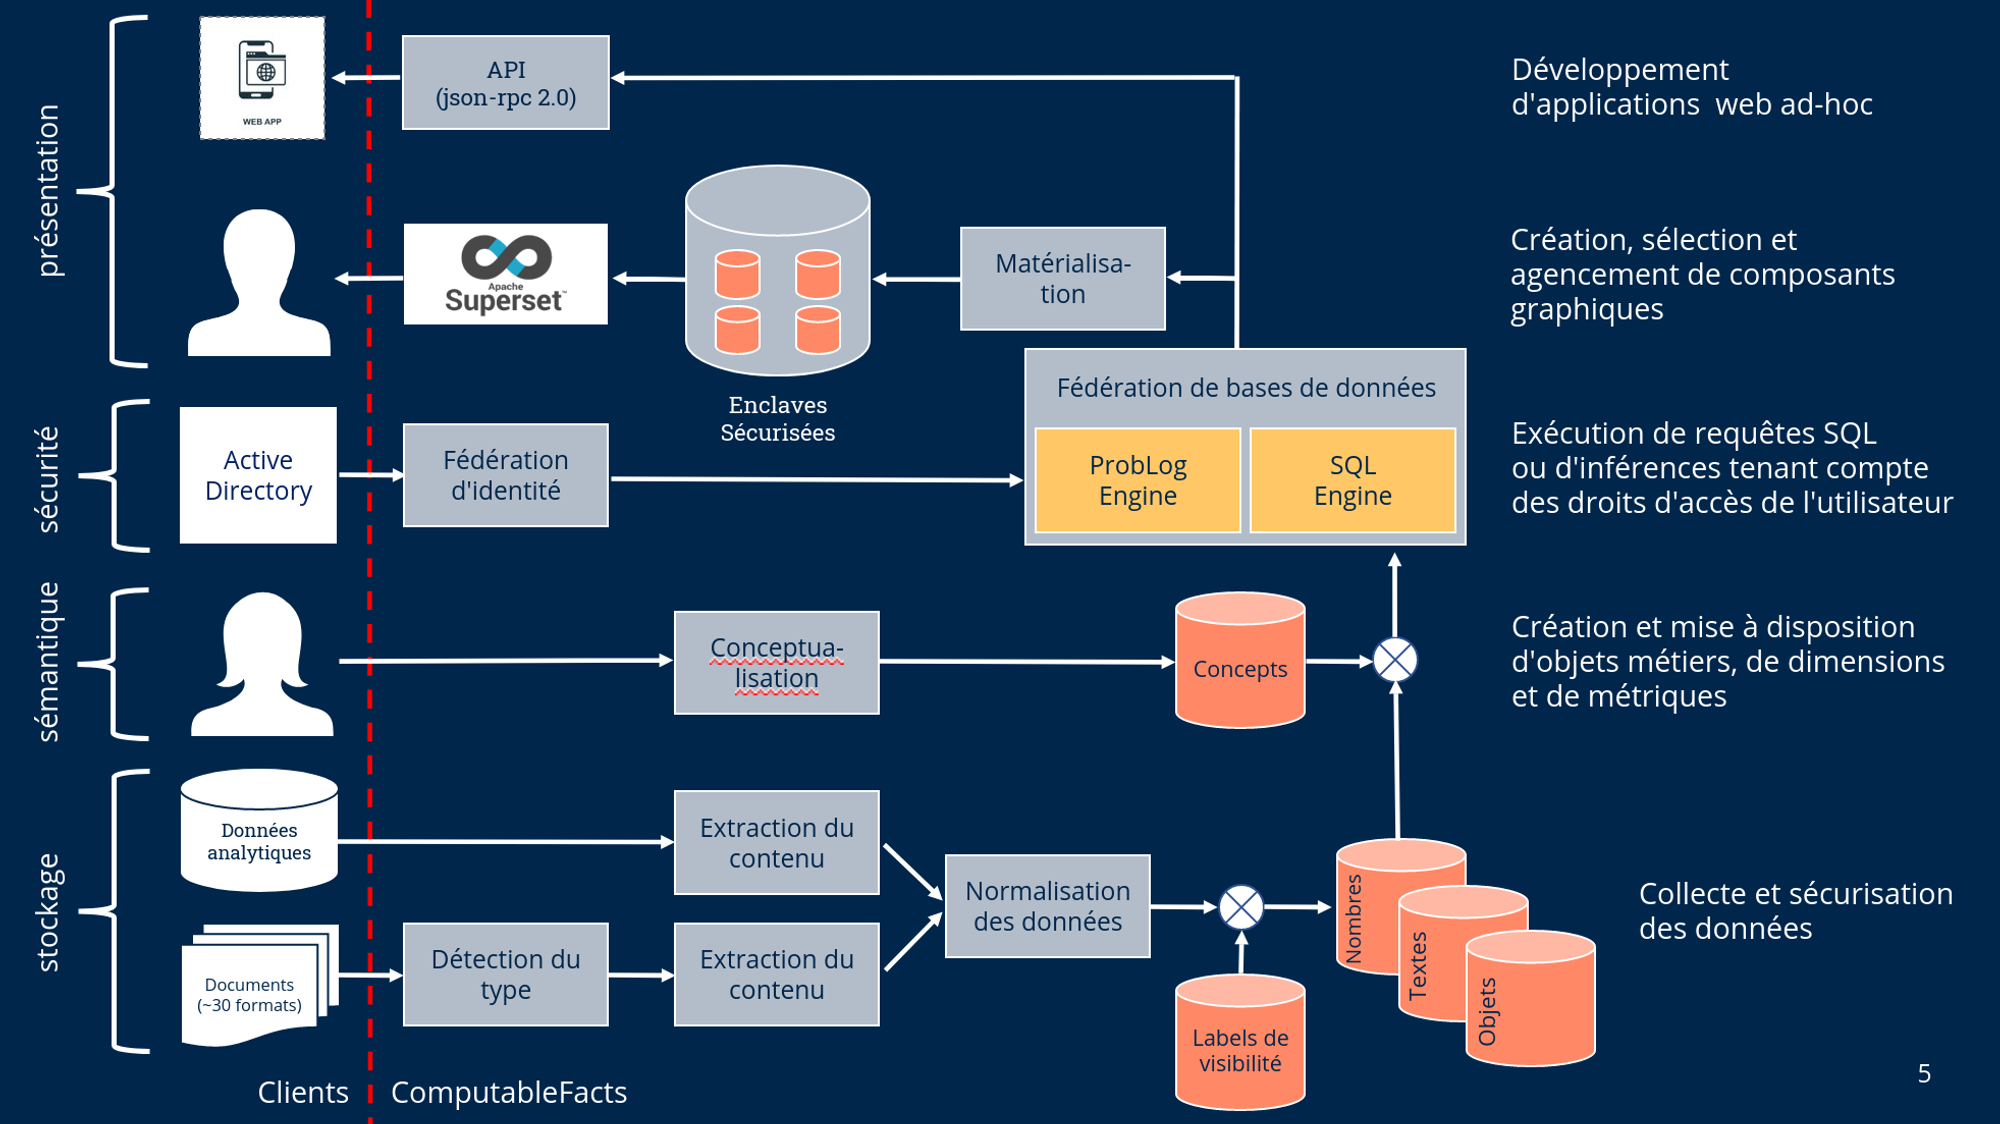 présentation
WEB APP
API
(json-rpc 2.0)
Développement
d'applications  web ad-hoc
Apache
Superset™
Matérialisa-
tion
Création, sélection et
agencement de composants
graphiques
Enclaves
Sécurisées
sécurité
Active
Directory
Fédération
d'identité
Fédération de bases de données
ProbLog
Engine
SQL
Engine
Exécution de requêtes SQL
ou d'inférences tenant compte
des droits d'accès de l'utilisateur
sémantique
Conceptua-
lisation
Concepts
Création et mise à disposition
d'objets métiers, de dimensions
et de métriques
stockage
Données
analytiques
Extraction du
contenu
Documents
(~30 formats)
Détection du
type
Extraction du
contenu
Normalisation
des données
Labels de
visibilité
Nombres
Textes
Objets
Collecte et sécurisation
des données
Clients
ComputableFacts
5